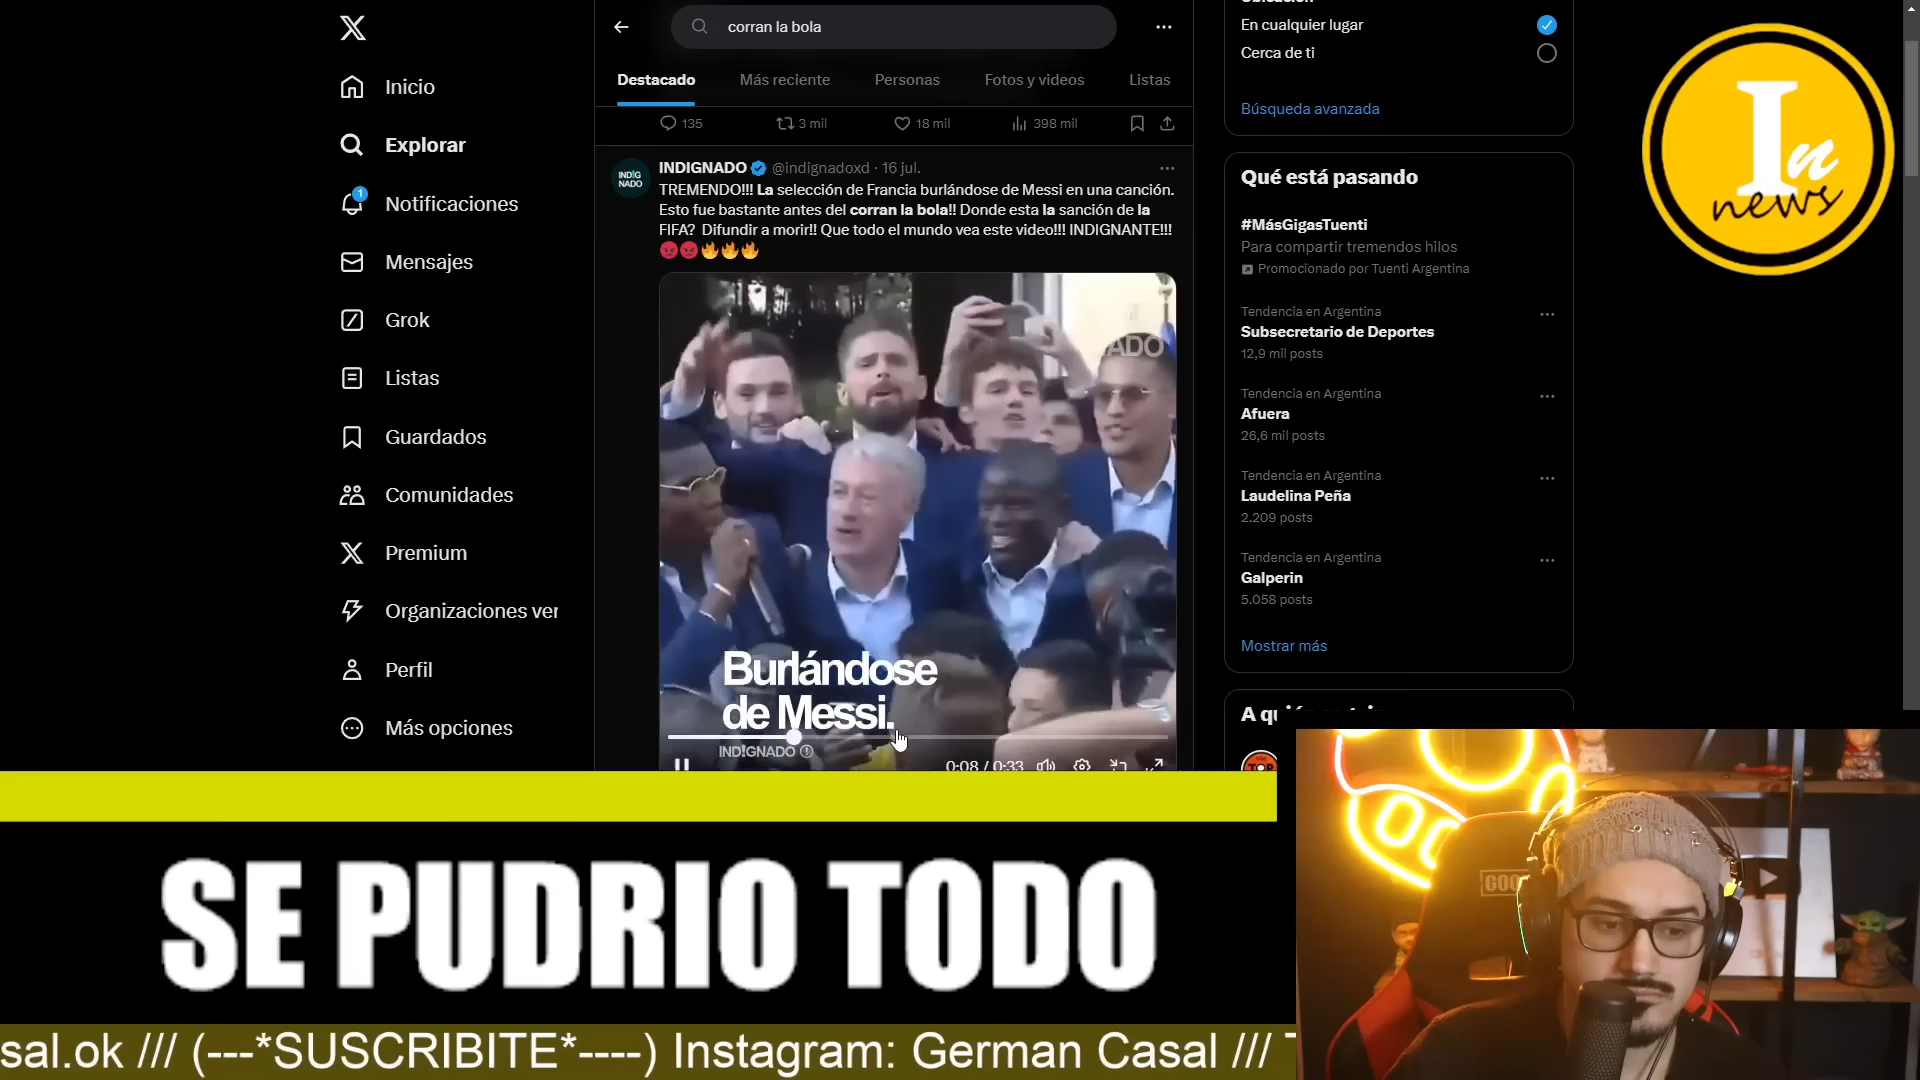 corran la bola
Destacado
Más reciente
Personas
Fotos y videos
Listas
135
3 mil
18 mil
398 mil
INDIGNADO @indignadoxd · 16 jul.
TREMENDO!!! La selección de Francia burlándose de Messi en una canción.
Esto fue bastante antes del corran la bola!! Donde esta la sanción de la
FIFA? Difundir a morir!! Que todo el mundo vea este video!!! INDIGNANTE!!!
😡😡🔥🔥🔥
INDIG
NADO
ADO
Burlándose
de Messi.
IND!GNADO
0:08 / 0:33
Inicio
Explorar
1
Notificaciones
Mensajes
Grok
Listas
Guardados
Comunidades
Premium
Organizaciones ver
Perfil
Más opciones
En cualquier lugar
Cerca de ti
Búsqueda avanzada
Qué está pasando
#MásGigasTuenti
Para compartir tremendos hilos
Promocionado por Tuenti Argentina
Tendencia en Argentina
Subsecretario de Deportes
12,9 mil posts
Tendencia en Argentina
Afuera
26,6 mil posts
Tendencia en Argentina
Laudelina Peña
2.209 posts
Tendencia en Argentina
Galperin
5.058 posts
Mostrar más
In
news
SE PUDRIO TODO
sal.ok /// (---*SUSCRIBITE*----) Instagram: German Casal ///